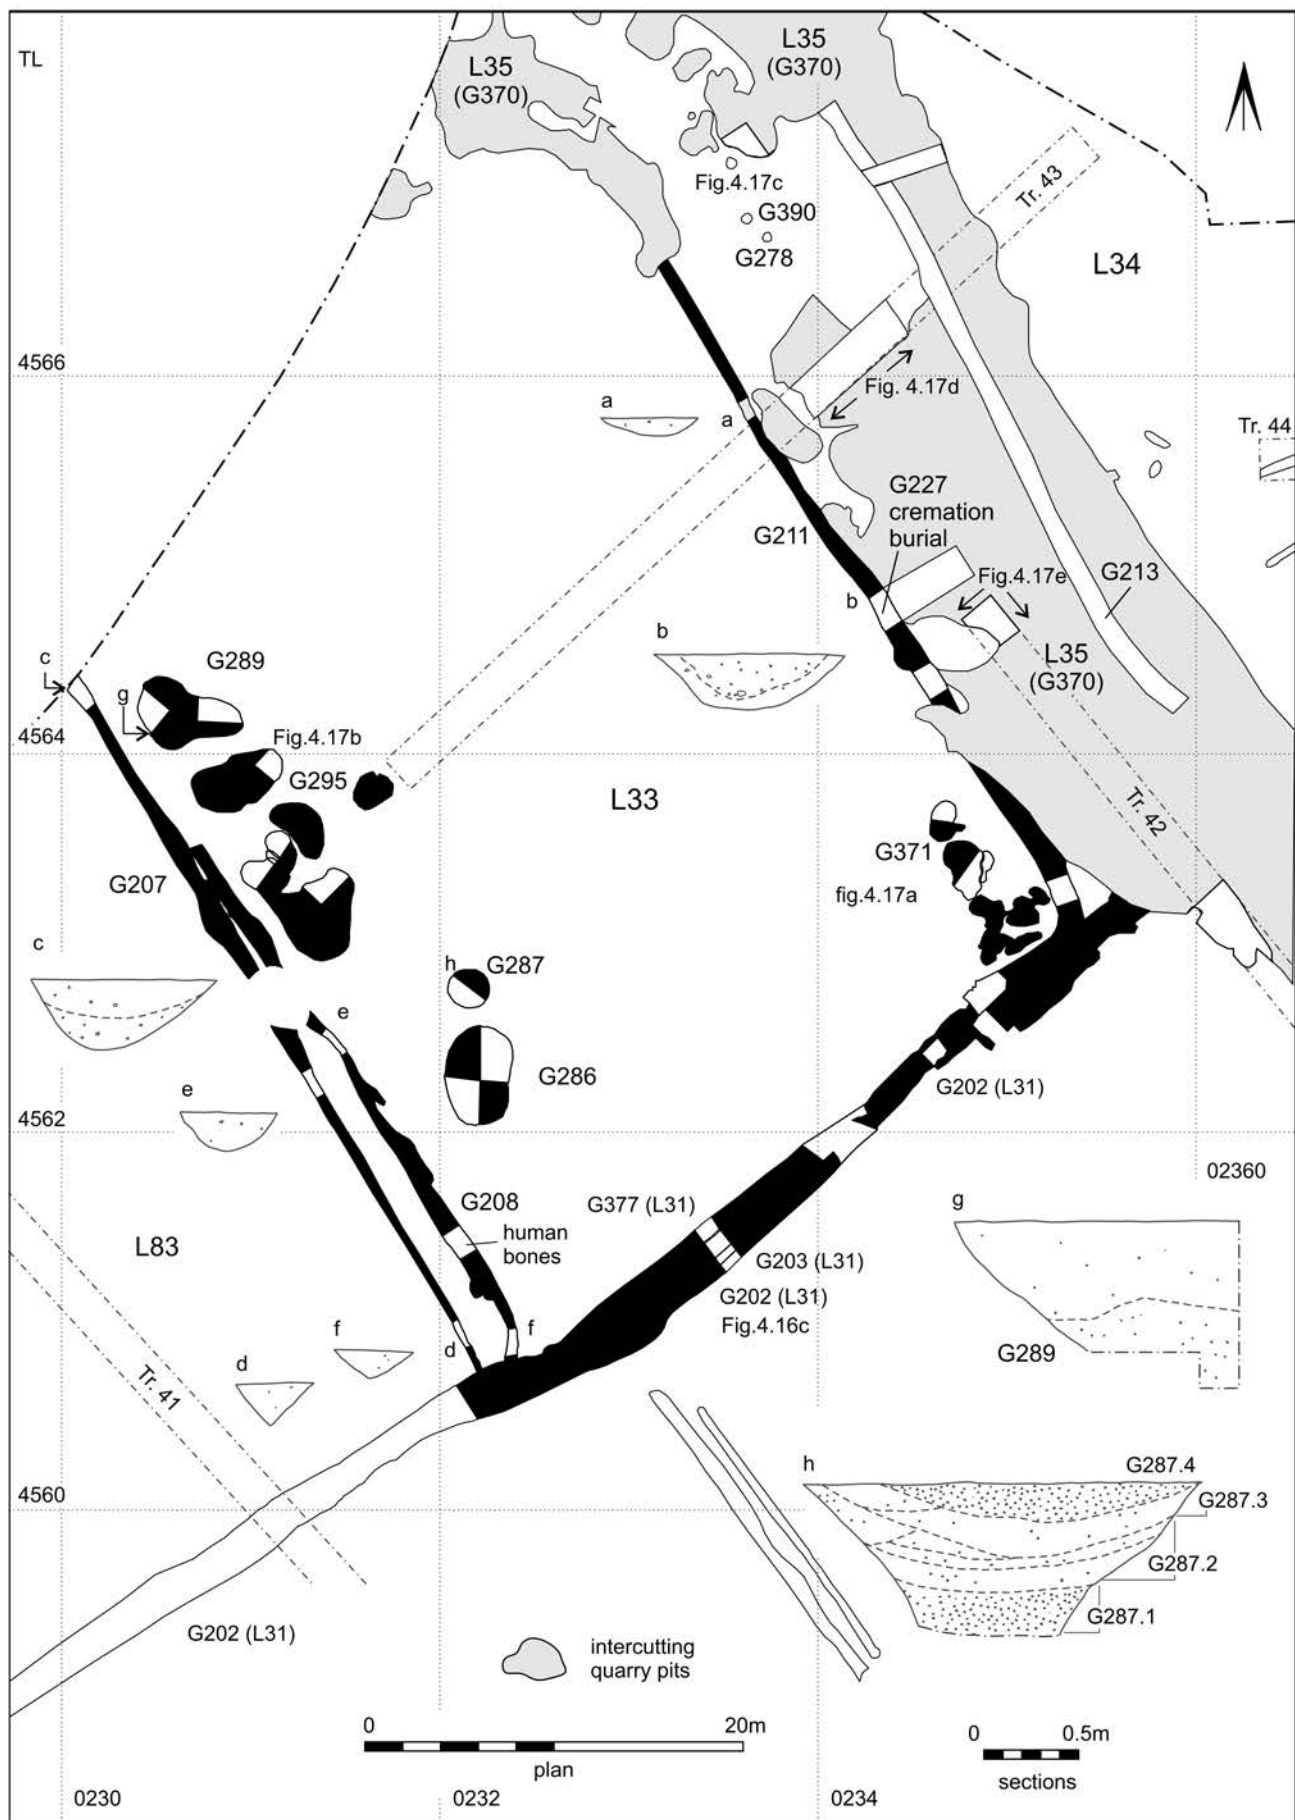 TL
L35
(G370)
L35
(G370)
Tr. 43
Fig.4.17c
G390
G278
L34
4566
Fig. 4.17d
a
a
Tr. 44
G227
cremation
burial
G211
Fig.4.17e
G213
b
b
L35
(G370)
c
G289
g
Fig.4.17b
4564
G295
L33
Tr. 42
G371
G207
fig.4.17a
c
h
G287
e
G286
e
G202 (L31)
4562
02360
g
G208
G377 (L31)
human
bones
L83
G203 (L31)
G202 (L31)
Fig.4.16c
f
f
d
d
G289
Tr. 41
h
G287.4
4560
G287.3
G287.2
G287.1
G202 (L31)
intercutting
quarry pits
0
20m
plan
0
0.5m
sections
0230
0232
0234